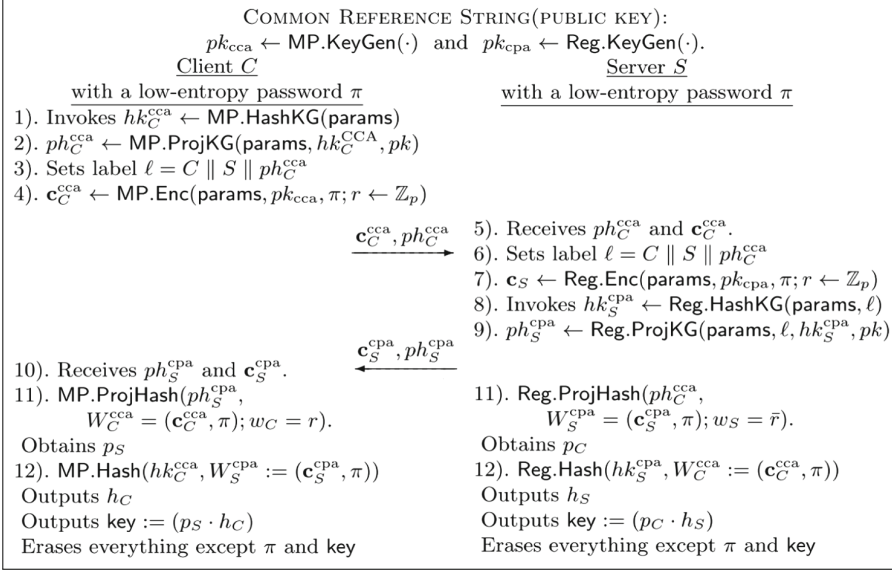 COMMON REFERENCE STRING(PUBLIC KEY):
pk_cca ← MP.KeyGen(·) and pk_cpa ← Reg.KeyGen(·).
Client C
with a low-entropy password π
1). Invokes hk_C^cca ← MP.HashKG(params)
2). ph_C^cca ← MP.ProjKG(params, hk_C^CCA, pk)
3). Sets label ℓ = C ∥ S ∥ ph_C^cca
4). c_C^cca ← MP.Enc(params, pk_cca, π; r ← ℤ_p)
Server S
with a low-entropy password π
c_C^cca, ph_C^cca
5). Receives ph_C^cca and c_C^cca.
6). Sets label ℓ = C ∥ S ∥ ph_C^cca
7). c_S ← Reg.Enc(params, pk_cpa, π; r ← ℤ_p)
8). Invokes hk_S^cpa ← Reg.HashKG(params, ℓ)
9). ph_S^cpa ← Reg.ProjKG(params, ℓ, hk_S^cpa, pk)
c_S^cpa, ph_S^cpa
10). Receives ph_S^cpa and c_S^cpa.
11). MP.ProjHash(ph_S^cpa,
W_C^cca = (c_C^cca, π); w_C = r).
Obtains p_S
12). MP.Hash(hk_C^cca, W_S^cpa := (c_S^cpa, π))
Outputs h_C
Outputs key := (p_S · h_C)
Erases everything except π and key
11). Reg.ProjHash(ph_C^cca,
W_S^cpa = (c_S^cpa, π); w_S = r̄).
Obtains p_C
12). Reg.Hash(hk_S^cpa, W_C^cca := (c_C^cca, π))
Outputs h_S
Outputs key := (p_C · h_S)
Erases everything except π and key